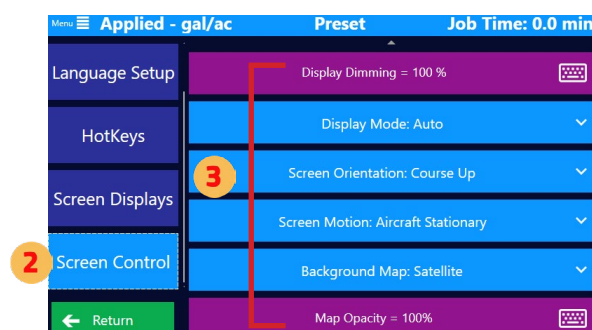 Menu Applied - gal/ac Preset Job Time: 0.0 min
Language Setup
HotKeys
Screen Displays
2 Screen Control
Return
3
Display Dimming = 100 %
Display Mode: Auto
Screen Orientation: Course Up
Screen Motion: Aircraft Stationary
Background Map: Satellite
Map Opacity = 100%